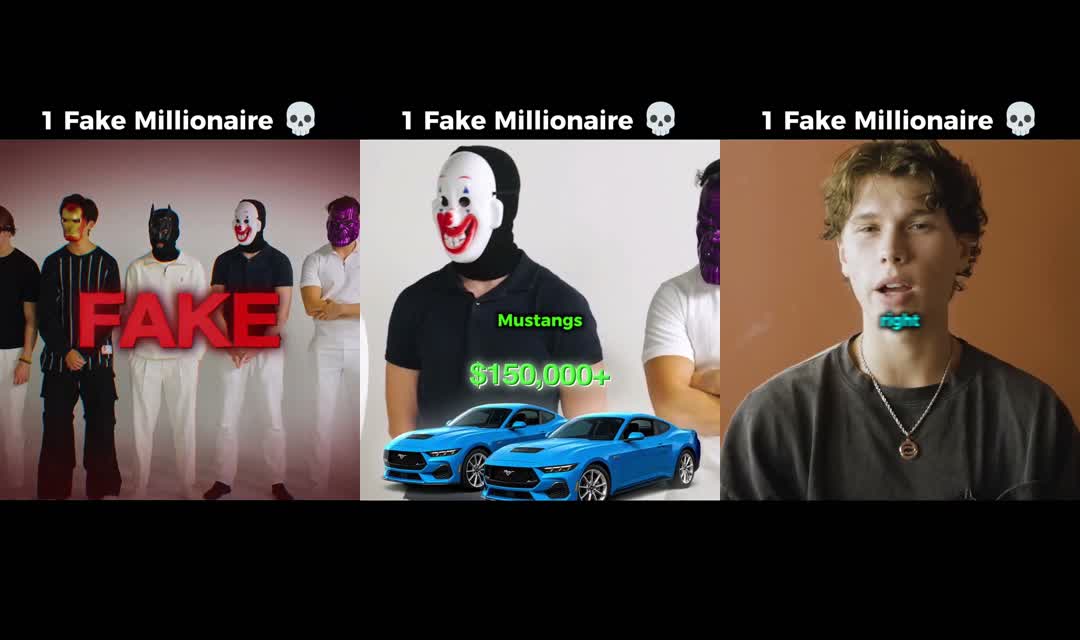 1 Fake Millionaire 💀
1 Fake Millionaire 💀
1 Fake Millionaire 💀
FAKE
Mustangs
$150,000+
right